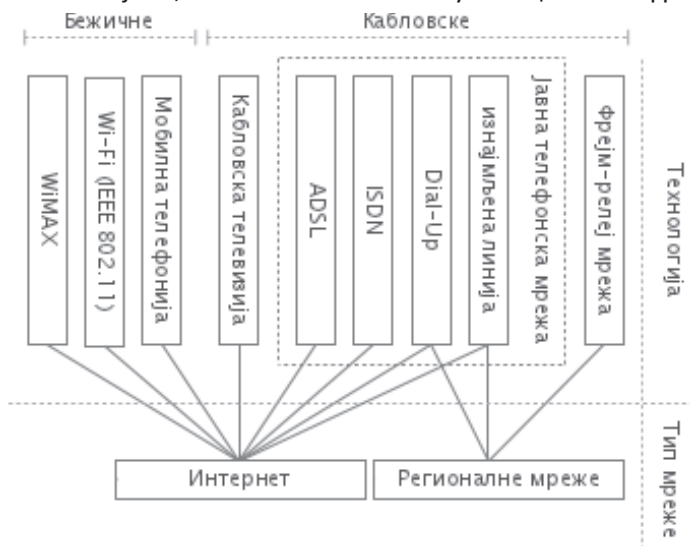 Бежичне
Кабловске
WiMAX
Wi-Fi (IEEE 802.11)
Мобилна телефонија
Кабловска телевизија
ADSL
ISDN
Dial-Up
изнајмљена линија
Јавна телефонска мрежа
фрејм-релеј мрежа
Технологија
Интернет
Регионалне мреже
Тип мреже